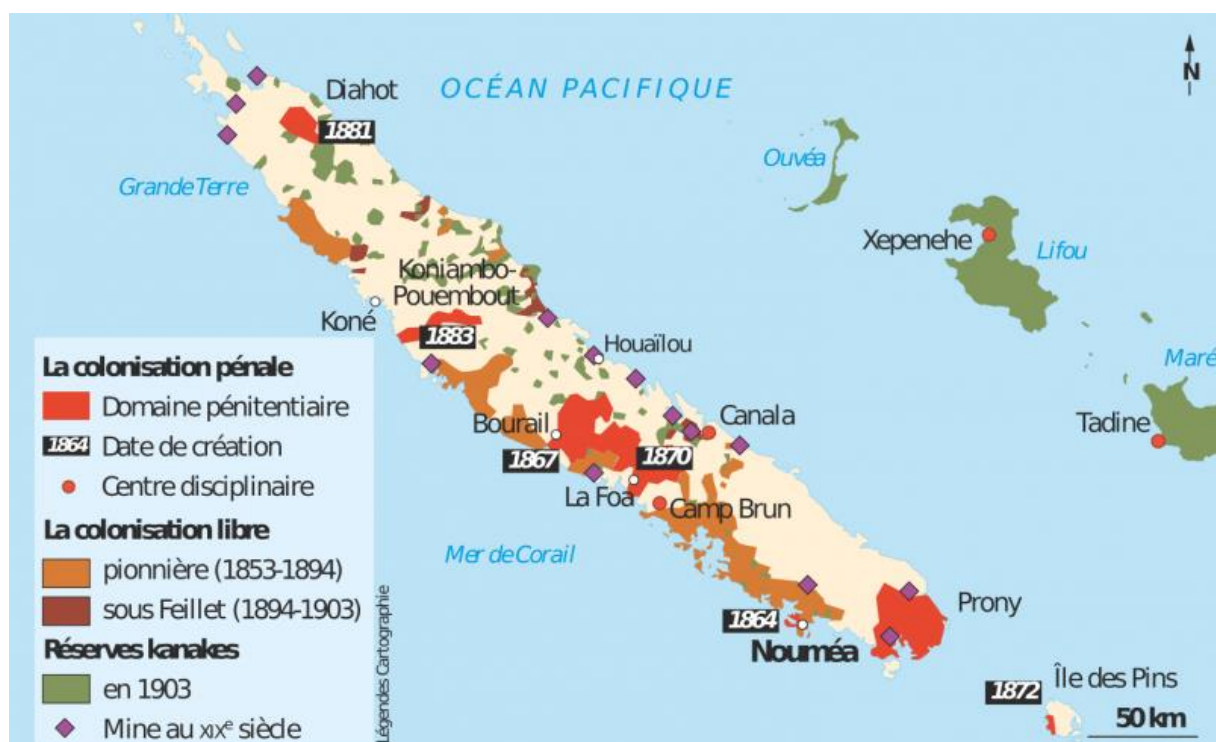 N
OCÉAN PACIFIQUE
Diahot
1881
Grande Terre
Ouvéa
Xepenehe
Lifou
Koniambo-
Pouembout
Koné
1883
Houaïlou
Maré
Tadine
Bourail
1867
1870
Canala
La Foa
Camp Brun
Mer de Corail
Prony
1864
Nouméa
1872
Île des Pins
50 km
La colonisation pénale
Domaine pénitentiaire
1864 Date de création
Centre disciplinaire
La colonisation libre
pionnière (1853-1894)
sous Feillet (1894-1903)
Réserves kanakes
en 1903
Mine au XIXe siècle
Légendes Cartographie